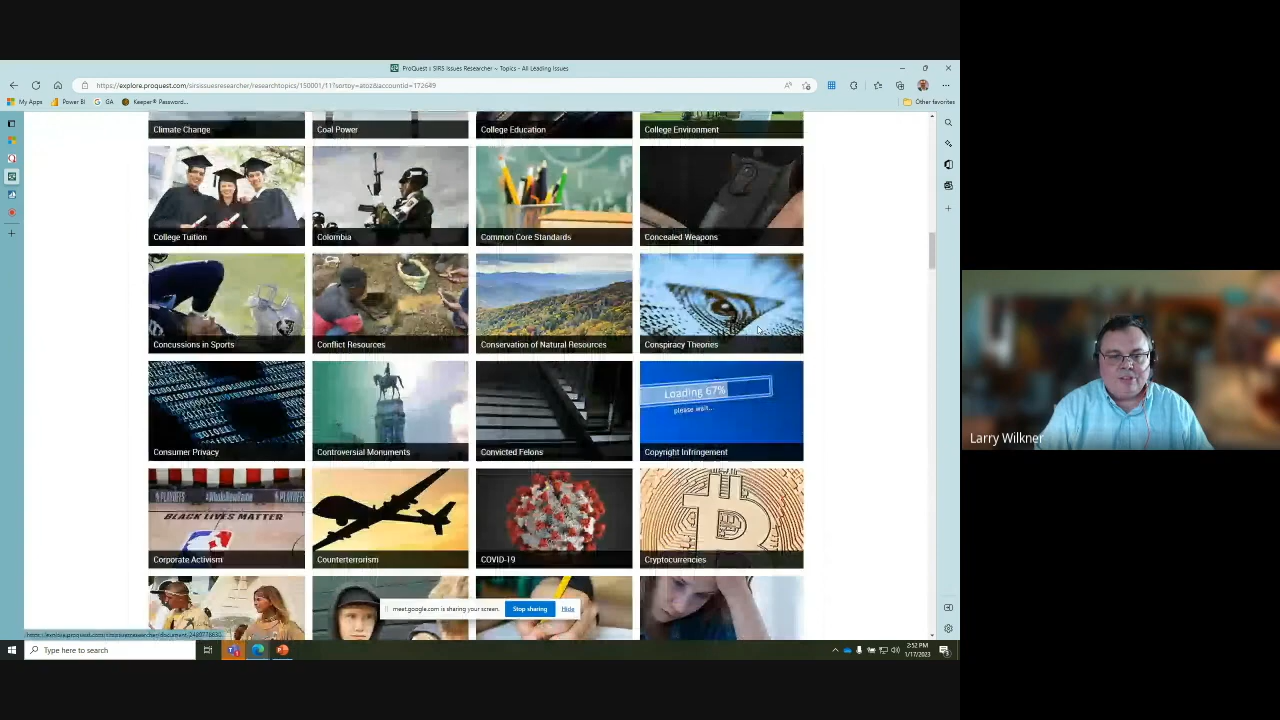 ProQuest : SIRS Issues Researcher ~ Topics - All Leading Issues
https://explore.proquest.com/sirsissuesresearcher/researchtopics/150001/11?sortby=atoz&accountid=172649
My Apps
Power BI
GA
Keeper® Password...
Other favorites
Climate Change
Coal Power
College Education
College Environment
College Tuition
Colombia
Common Core Standards
Concealed Weapons
Concussions in Sports
Conflict Resources
Conservation of Natural Resources
Conspiracy Theories
Loading 67%
please wait...
Consumer Privacy
Controversial Monuments
Convicted Felons
Copyright Infringement
PLAYOFFS
#WholeNewGame
PLAYOFFS
BLACK LIVES MATTER
Corporate Activism
Counterterrorism
COVID-19
Cryptocurrencies
meet.google.com is sharing your screen.
Stop sharing
Hide
Type here to search
2:52 PM
1/17/2023
Larry Wilkner